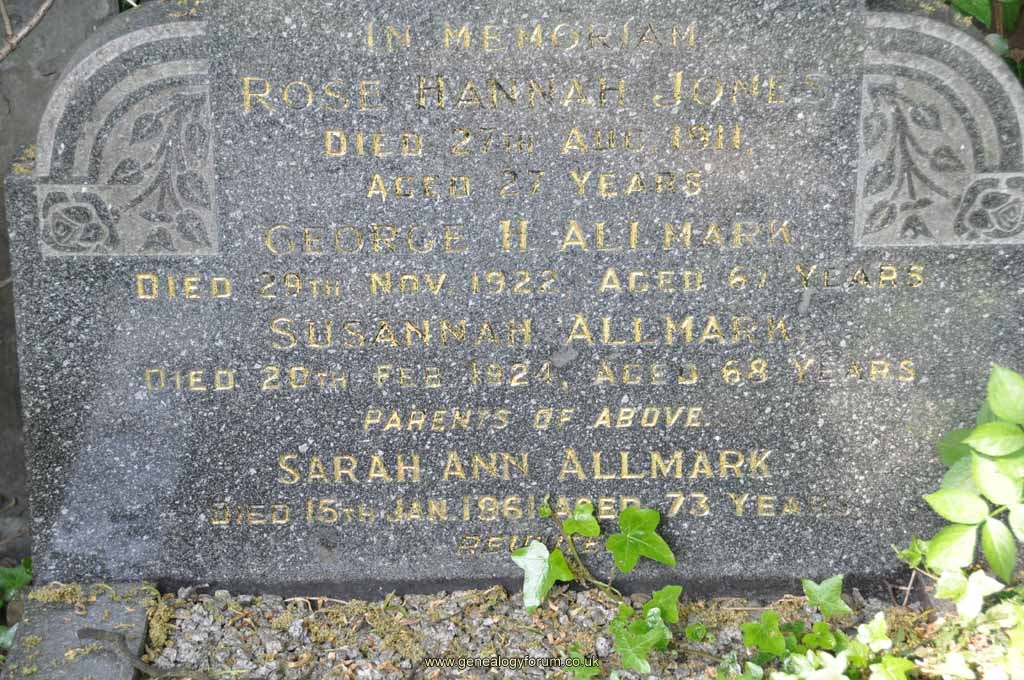 IN MEMORIAM
ROSE HANNAH JONES
DIED 27TH AUG 1911.
AGED 27 YEARS
GEORGE H ALLMARK
DIED 29TH NOV. 1922. AGED 67 YEARS
SUSANNAH ALLMARK.
DIED 20TH FEB 1924, AGED 68 YEARS
PARENTS OF ABOVE.
SARAH ANN ALLMARK
DIED 15TH JAN. 1961 AGED 73 YEARS
www.genealogyforum.co.uk